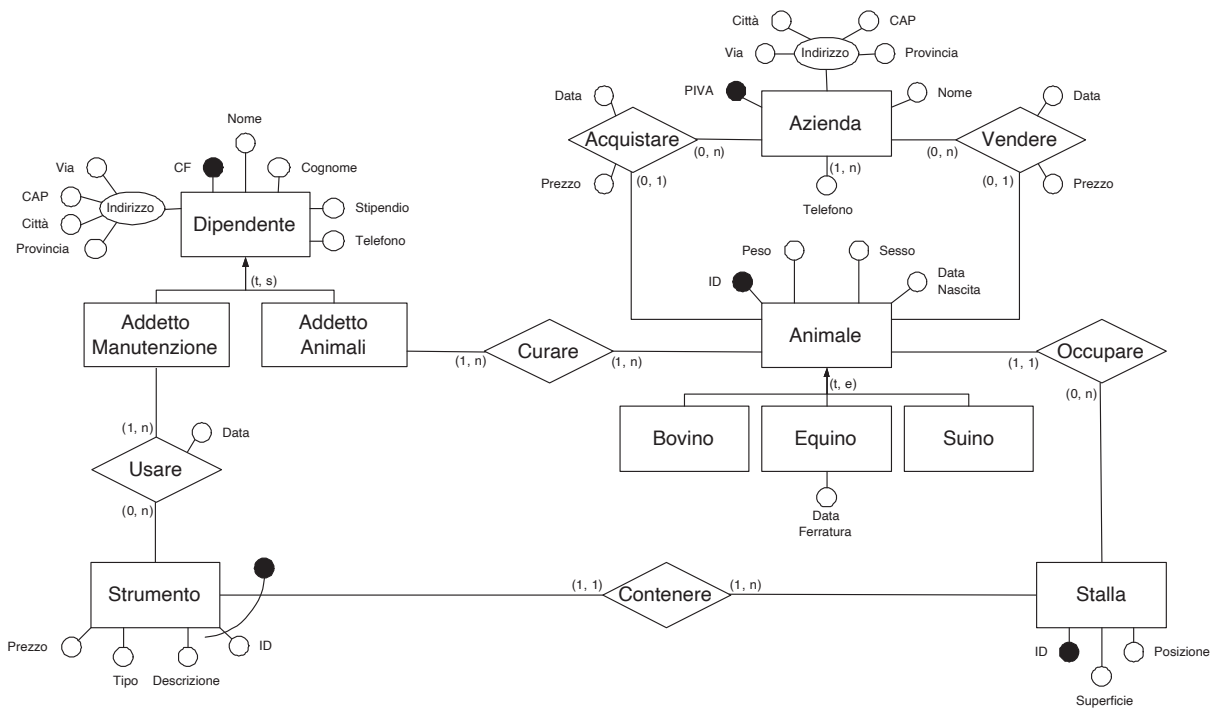 Città
CAP
Via
Indirizzo
Provincia
PIVA
Nome
Data
Azienda
Data
Acquistare
(0, n)
(0, n)
Vendere
(1, n)
Prezzo
(0, 1)
(0, 1)
Prezzo
Telefono
Nome
CF
Cognome
Via
CAP
Indirizzo
Stipendio
Città
Dipendente
Provincia
Telefono
(t, s)
Peso
Sesso
ID
Data
Nascita
Addetto
Manutenzione
Addetto
Animali
Animale
(1, n)
Curare
(1, n)
(1, 1)
Occupare
(t, e)
(0, n)
Bovino
Equino
Suino
(1, n)
Data
Usare
(0, n)
Data
Ferratura
Strumento
(1, 1)
Contenere
(1, n)
Stalla
Prezzo
Tipo
Descrizione
ID
ID
Superficie
Posizione